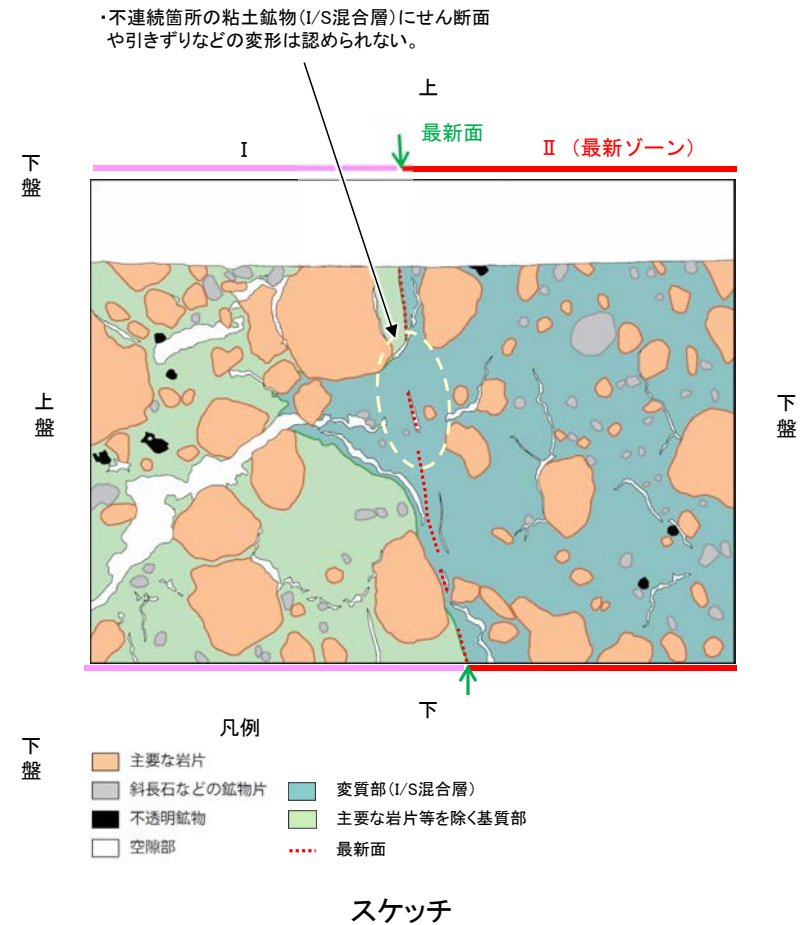 ・不連続箇所の粘土鉱物(I/S混合層)にせん断面
や引きずりなどの変形は認められない。
上
最新面
I
Ⅱ (最新ゾーン)
下
盤
上
盤
下
盤
下
下
盤
凡例
主要な岩片
斜長石などの鉱物片
変質部(I/S混合層)
不透明鉱物
主要な岩片等を除く基質部
空隙部
最新面
スケッチ